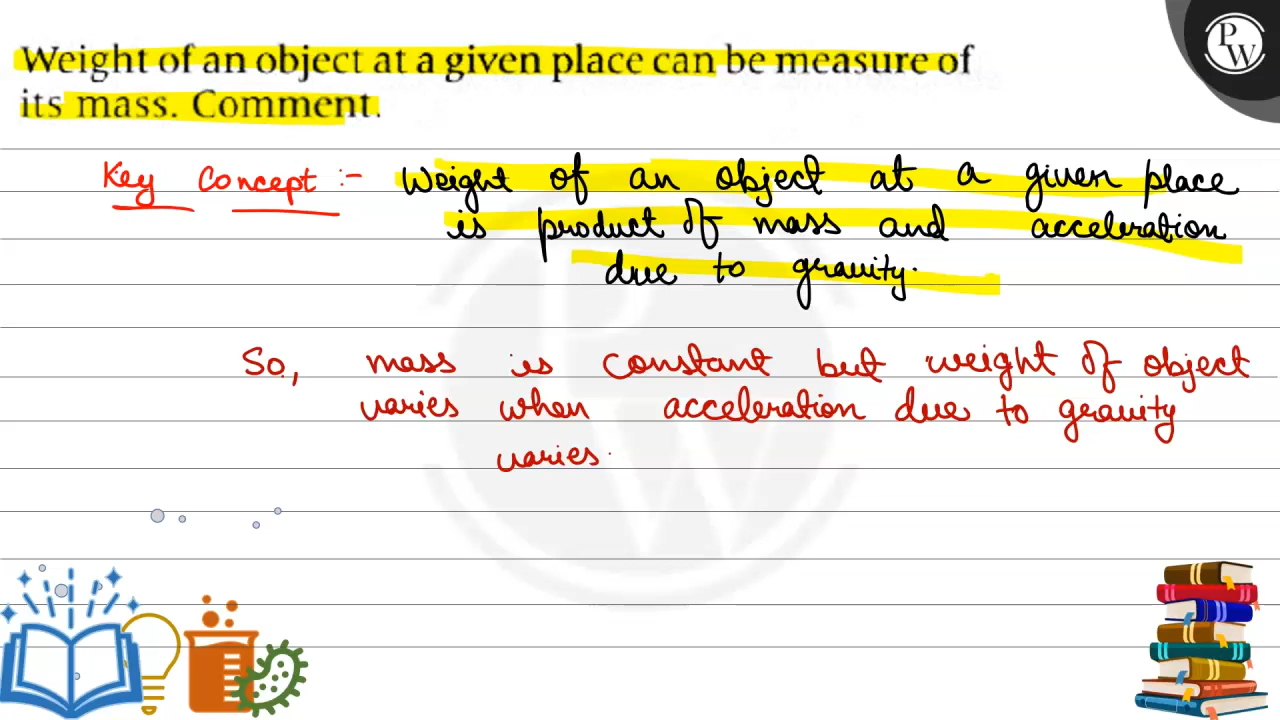 PW
Weight of an object at a given place can be measure of
its mass. Comment.
Key Concept :- Weight of an object at a given place
is product of mass and acceleration
due to gravity.
So, mass is constant but weight of object
varies when acceleration due to gravity
varies.
PW